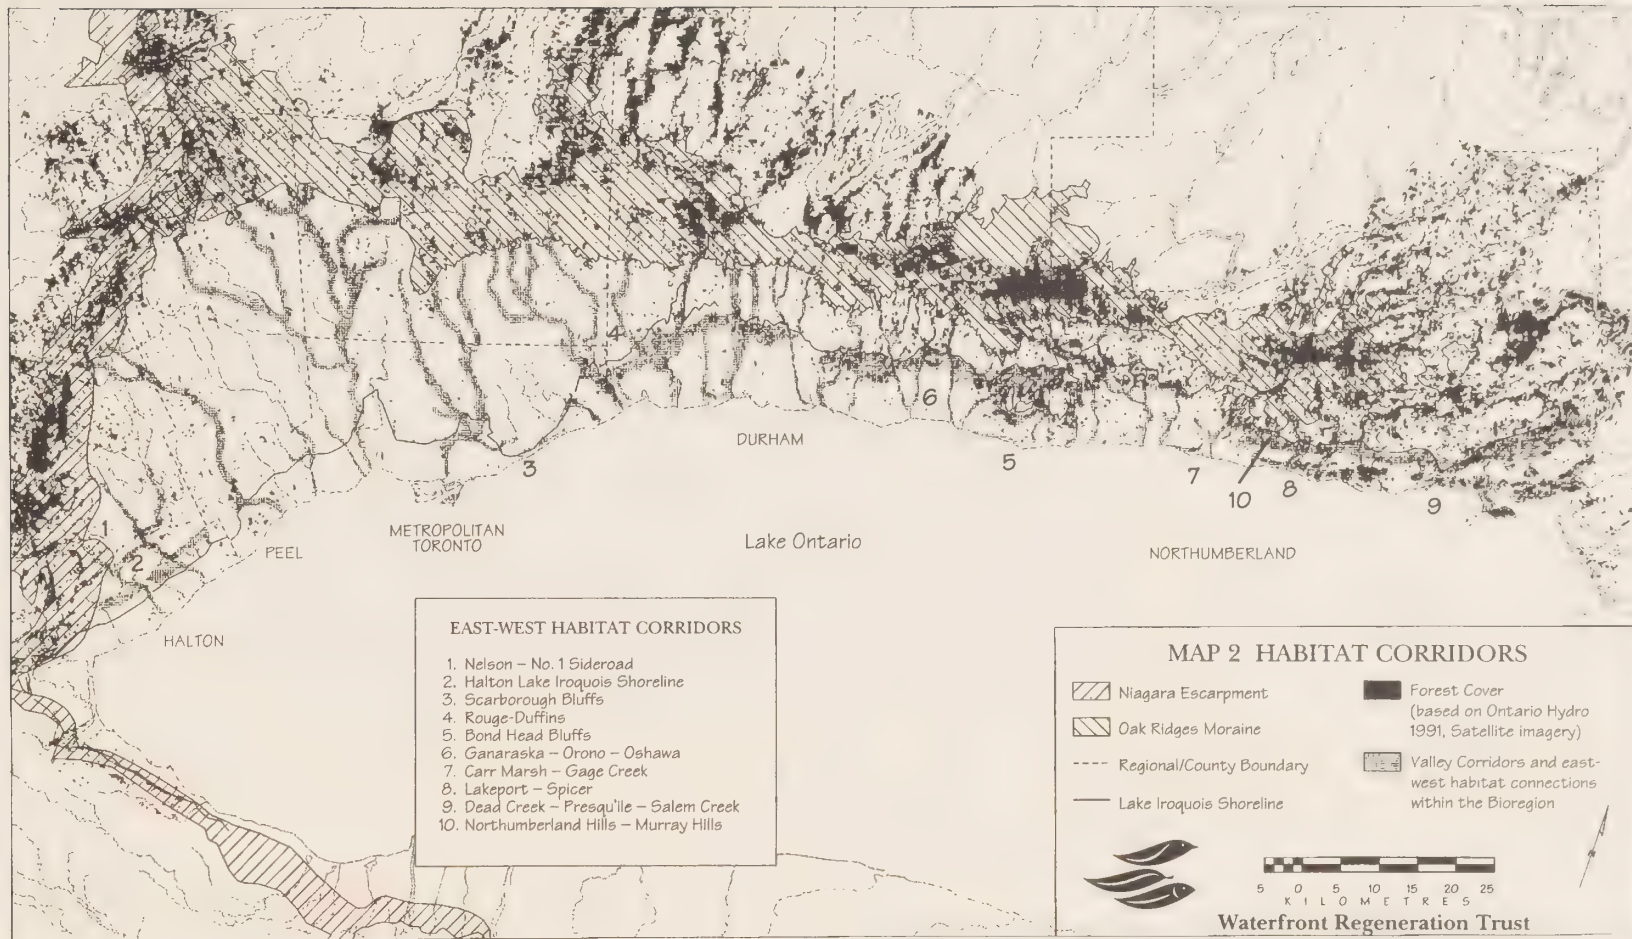 4
6
3
DURHAM
5
7
10
8
9
1
2
PEEL
METROPOLITAN
TORONTO
Lake Ontario
NORTHUMBERLAND
HALTON
EAST-WEST HABITAT CORRIDORS
1. Nelson – No. 1 Sideroad
2. Halton Lake Iroquois Shoreline
3. Scarborough Bluffs
4. Rouge-Duffins
5. Bond Head Bluffs
6. Ganaraska – Orono – Oshawa
7. Carr Marsh – Gage Creek
8. Lakeport – Spicer
9. Dead Creek – Presqu'ile – Salem Creek
10. Northumberland Hills – Murray Hills
MAP 2 HABITAT CORRIDORS
Niagara Escarpment
Oak Ridges Moraine
Regional/County Boundary
Lake Iroquois Shoreline
Forest Cover
(based on Ontario Hydro
1991, Satellite imagery)
Valley Corridors and east-
west habitat connections
within the Bioregion
5 0 5 10 15 20 25
KILOMETRES
Waterfront Regeneration Trust